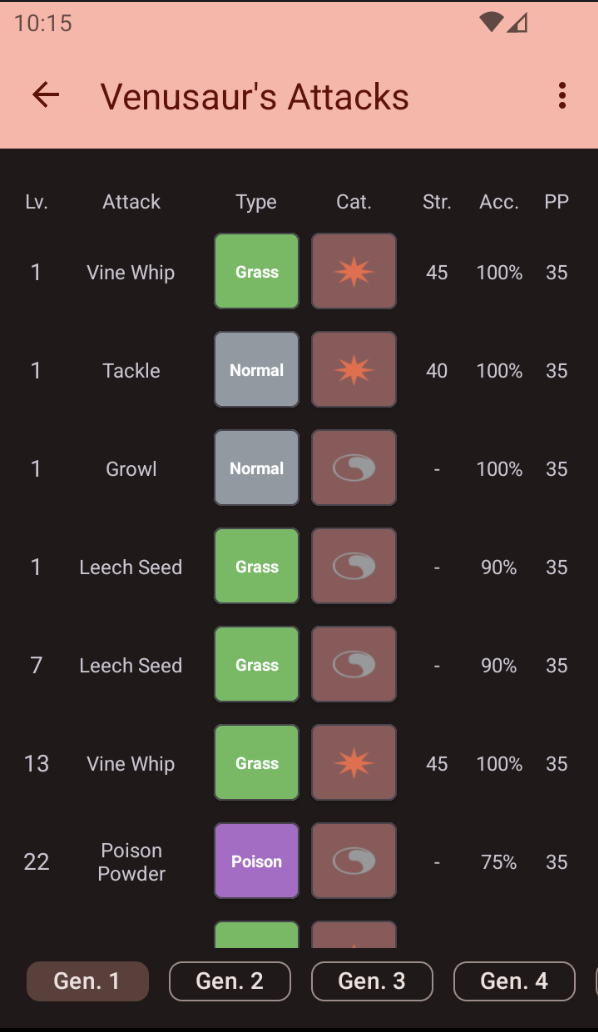 10:15
Venusaur's Attacks
Lv. Attack Type Cat. Str. Acc. PP
1 Vine Whip Grass 45 100% 35
1 Tackle Normal 40 100% 35
1 Growl Normal - 100% 35
1 Leech Seed Grass - 90% 35
7 Leech Seed Grass - 90% 35
13 Vine Whip Grass 45 100% 35
22 Poison Powder Poison - 75% 35
Gen. 1 Gen. 2 Gen. 3 Gen. 4